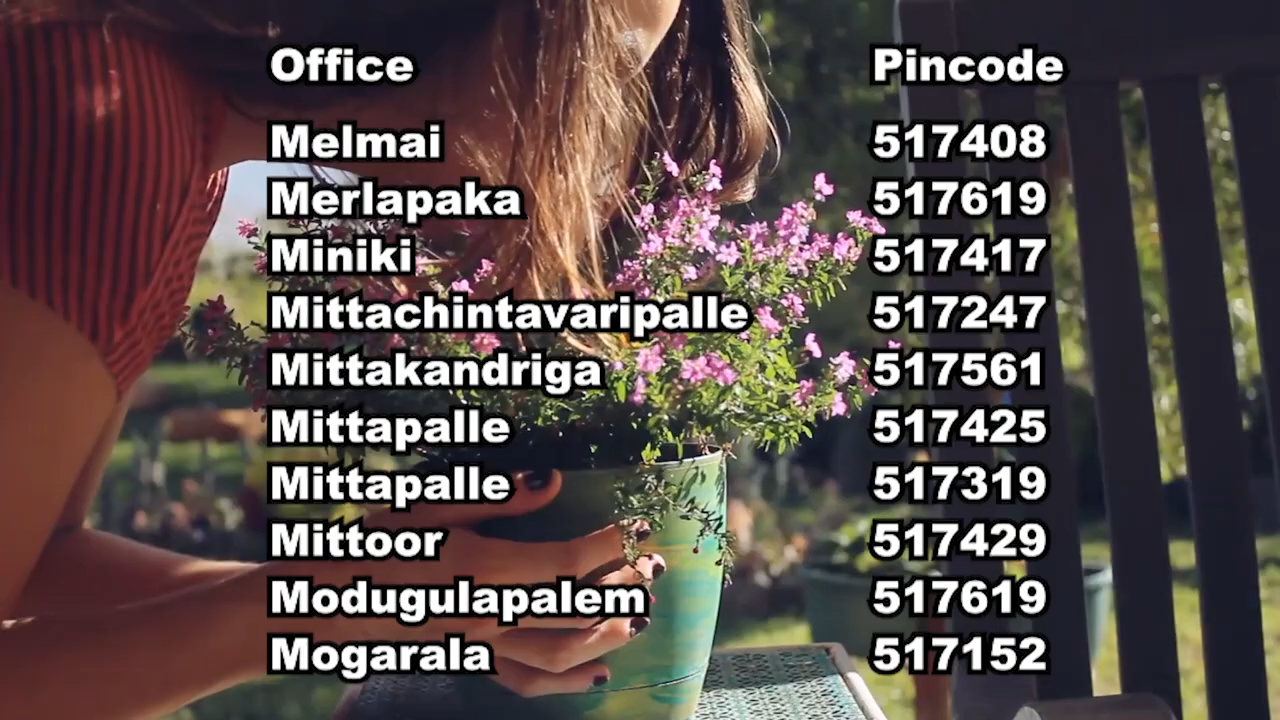 Office Pincode
Melmai 517408
Merlapaka 517619
Miniki 517417
Mittachintavaripalle 517247
Mittakandriga 517561
Mittapalle 517425
Mittapalle 517319
Mittoor 517429
Modugulapalem 517619
Mogarala 517152